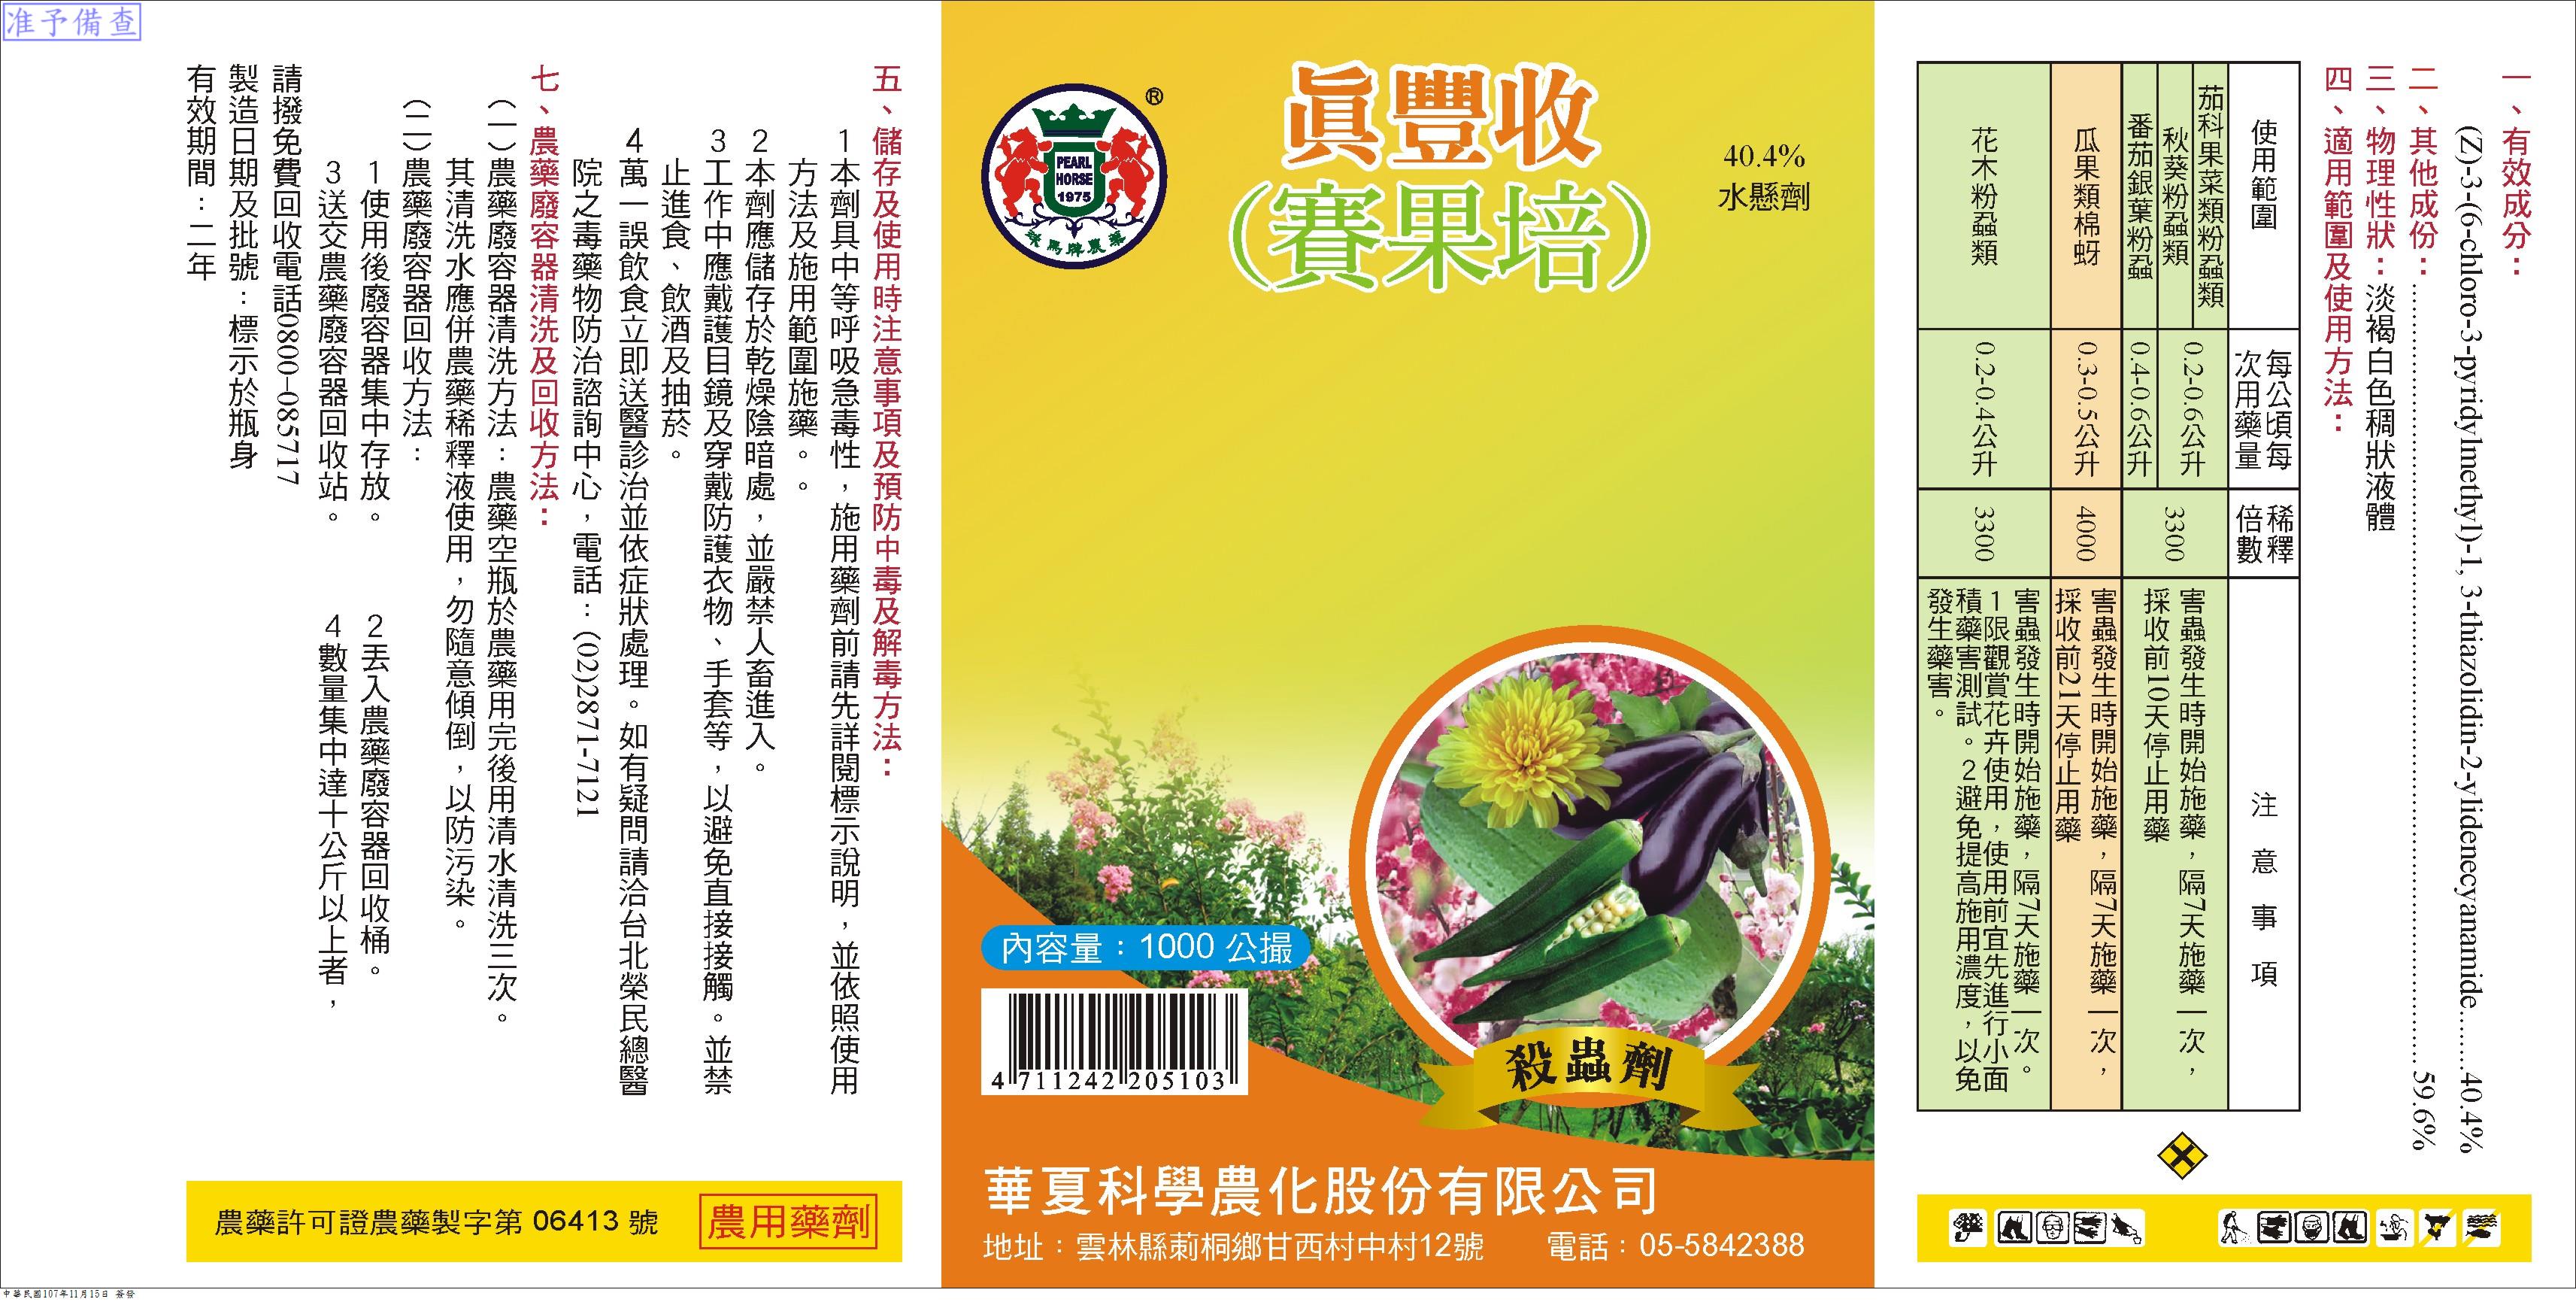 准予備查
一、有效成分：
(Z)-3-(6-chloro-3-pyridylmethyl)-1, 3-thiazolidin-2-ylidenecyanamide......40.4%
二、其他成份：......59.6%
三、物理性狀：淡褐白色稠狀液體
四、適用範圍及使用方法：
使用範圍
每公頃每
次用藥量
稀釋
倍數
注意事項
茄科果菜類粉蝨類
秋葵粉蝨類
0.2-0.6公升
番茄銀葉粉蝨
0.4-0.6公升
3300
害蟲發生時開始施藥，隔7天施藥一次，
採收前10天停止用藥
瓜果類棉蚜
0.3-0.5公升
4000
害蟲發生時開始施藥，隔7天施藥一次，
採收前21天停止用藥
花木粉蝨類
0.2-0.4公升
3300
害蟲發生時開始施藥，隔7天施藥一次。
1限觀賞花卉使用，使用前宜先進行小面
積藥害測試。2避免提高施用濃度，以免
發生藥害。
®
PEARL
HORSE
1975
珠馬牌農藥
真豐收
（賽果培）
40.4%
水懸劑
內容量：1000 公撮
4 711242 205103
殺蟲劑
華夏科學農化股份有限公司
地址：雲林縣莿桐鄉甘西村中村12號 電話：05-5842388
五、儲存及使用時注意事項及預防中毒及解毒方法：
1本劑具中等呼吸急毒性，施用藥劑前請先詳閱標示說明，並依照使用
方法及施用範圍施藥。。
2本劑應儲存於乾燥陰暗處，並嚴禁人畜進入。
3工作中應戴護目鏡及穿戴防護衣物、手套等，以避免直接接觸。並禁
止進食、飲酒及抽菸。
4萬一誤飲食立即送醫診治並依症狀處理。如有疑問請洽台北榮民總醫
院之毒藥物防治諮詢中心，電話：(02)2871-7121
七、農藥廢容器清洗及回收方法：
（一）農藥廢容器清洗方法：農藥空瓶於農藥用完後用清水清洗三次。
其清洗水應併農藥稀釋液使用，勿隨意傾倒，以防污染。
（二）農藥廢容器回收方法：
1使用後廢容器集中存放。 2丟入農藥廢容器回收桶。
3送交農藥廢容器回收站。 4數量集中達十公斤以上者，
請撥免費回收電話0800-085717
製造日期及批號：標示於瓶身
有效期間：二年
農藥許可證農藥製字第 06413 號
農用藥劑
中華民國107年11月15日 簽發